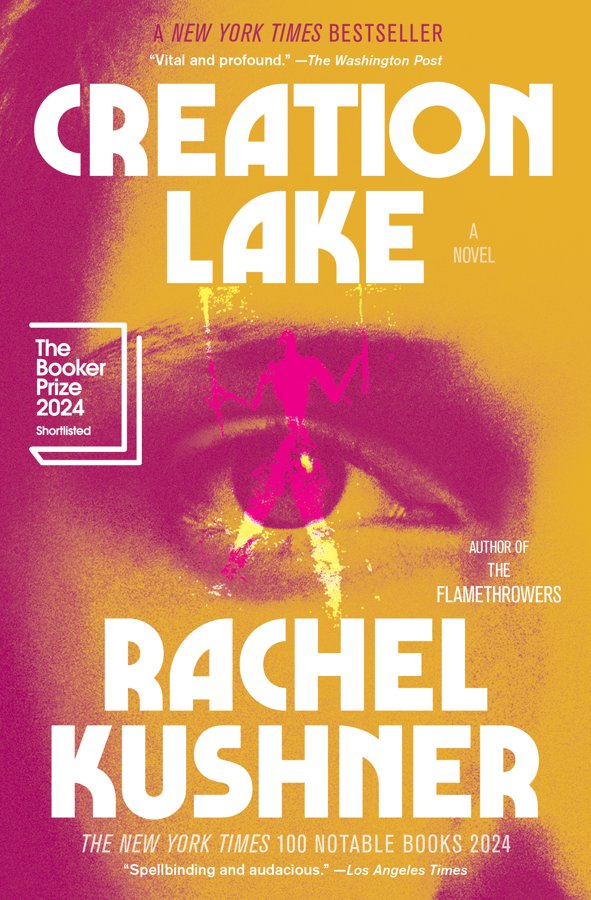 A NEW YORK TIMES BESTSELLER
“Vital and profound.” —The Washington Post
CREATION
LAKE
A
NOVEL
The
Booker
Prize
2024
Shortlisted
AUTHOR OF
THE
FLAMETHROWERS
RACHEL
KUSHNER
THE NEW YORK TIMES 100 NOTABLE BOOKS 2024
“Spellbinding and audacious.” —Los Angeles Times